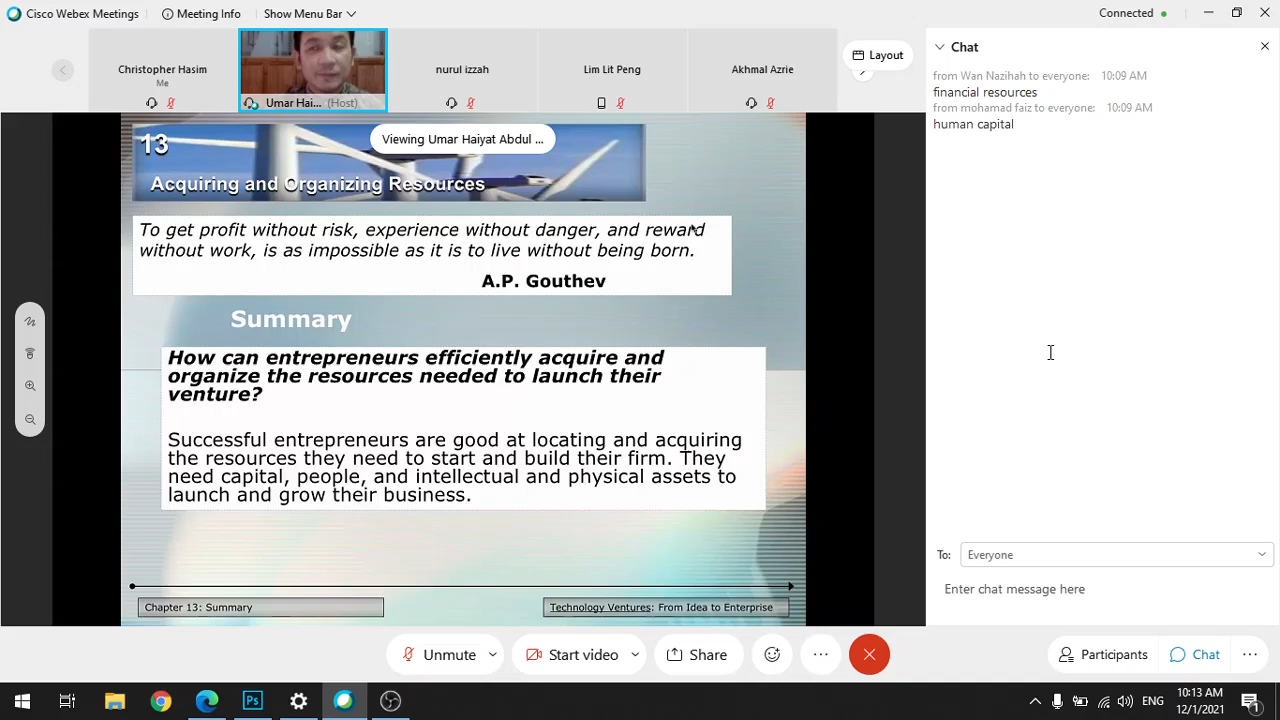 Cisco Webex Meetings
Meeting Info
Show Menu Bar
Connected
Christopher Hasim
Me
Umar Hai... (Host)
nurul izzah
Lim Lit Peng
Akhmal Azrie
Layout
Viewing Umar Haiyat Abdul ...
13
Acquiring and Organizing Resources
To get profit without risk, experience without danger, and reward
without work, is as impossible as it is to live without being born.
A.P. Gouthev
Summary
How can entrepreneurs efficiently acquire and
organize the resources needed to launch their
venture?
Successful entrepreneurs are good at locating and acquiring
the resources they need to start and build their firm. They
need capital, people, and intellectual and physical assets to
launch and grow their business.
Chapter 13: Summary
Technology Ventures: From Idea to Enterprise
Chat
from Wan Nazihah to everyone: 10:09 AM
financial resources
from mohamad faiz to everyone: 10:09 AM
human capital
To: Everyone
Enter chat message here
Unmute
Start video
Share
Participants
Chat
Ps
ENG
10:13 AM
12/1/2021
1